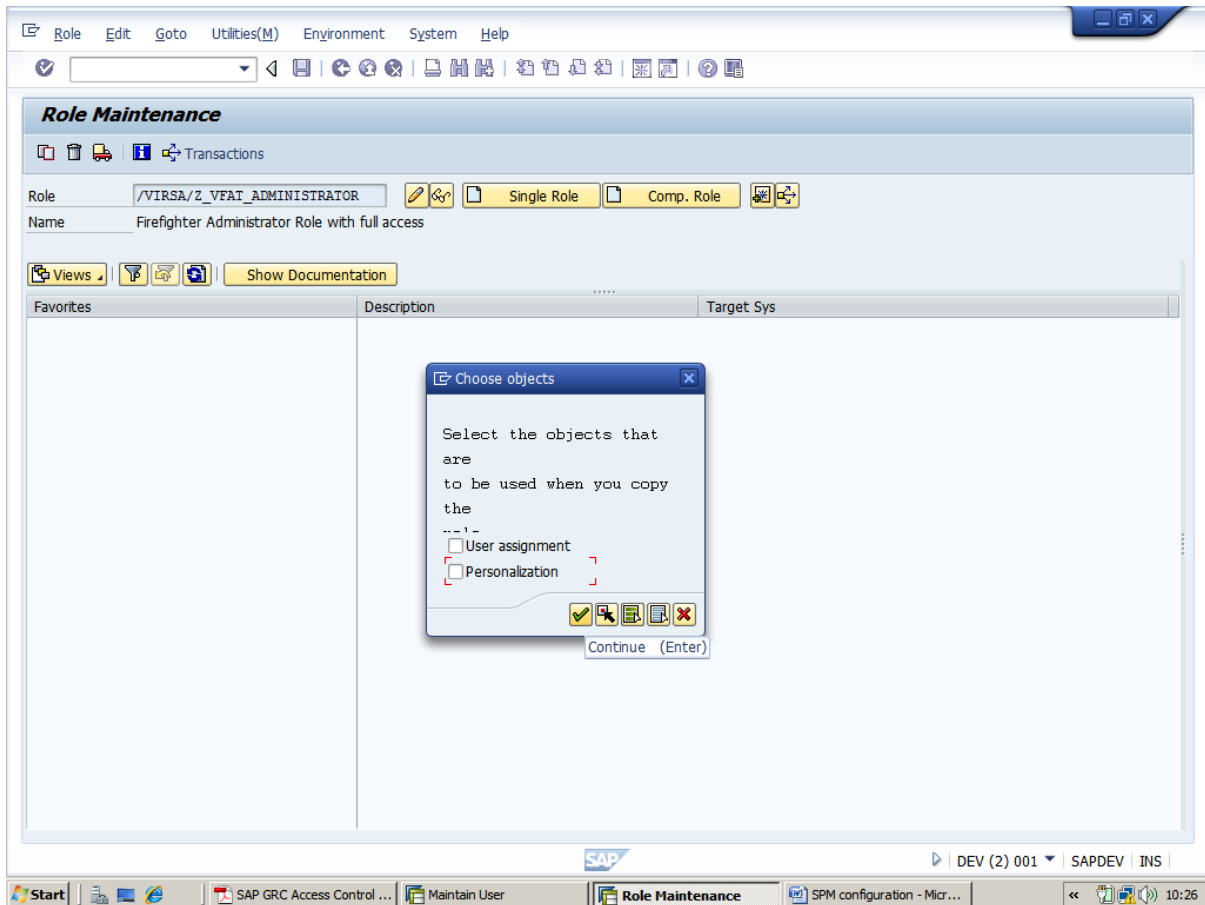 Role Edit Goto Utilities(M) Environment System Help
Role Maintenance
Transactions
Role /VIRSA/Z_VFAT_ADMINISTRATOR Single Role Comp. Role
Name Firefighter Administrator Role with full access
Views Show Documentation
Favorites Description Target Sys
Choose objects
Select the objects that
are
to be used when you copy
the
User assignment
Personalization
Continue (Enter)
SAP DEV (2) 001 SAPDEV INS
Start SAP GRC Access Control ... Maintain User Role Maintenance SPM configuration - Micr... « 10:26